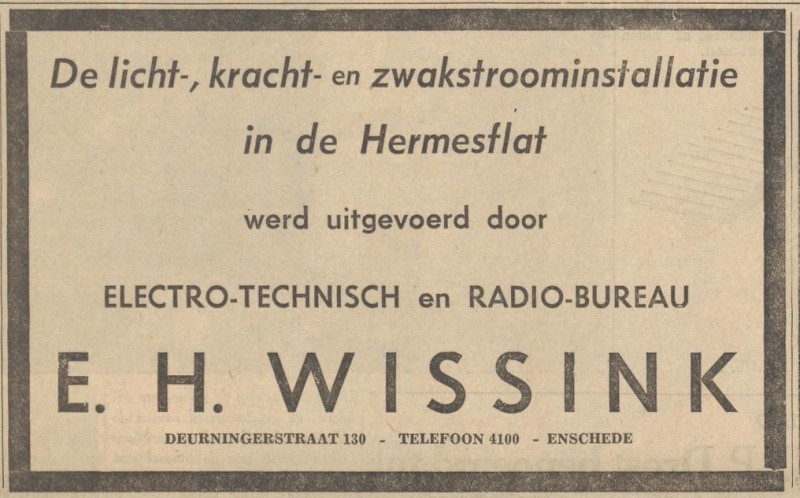 De licht-, kracht- en zwakstroominstallatie
in de Hermesflat
werd uitgevoerd door
ELECTRO-TECHNISCH en RADIO-BUREAU
E. H. WISSINK
DEURNINGERSTRAAT 130 - TELEFOON 4100 - ENSCHEDE